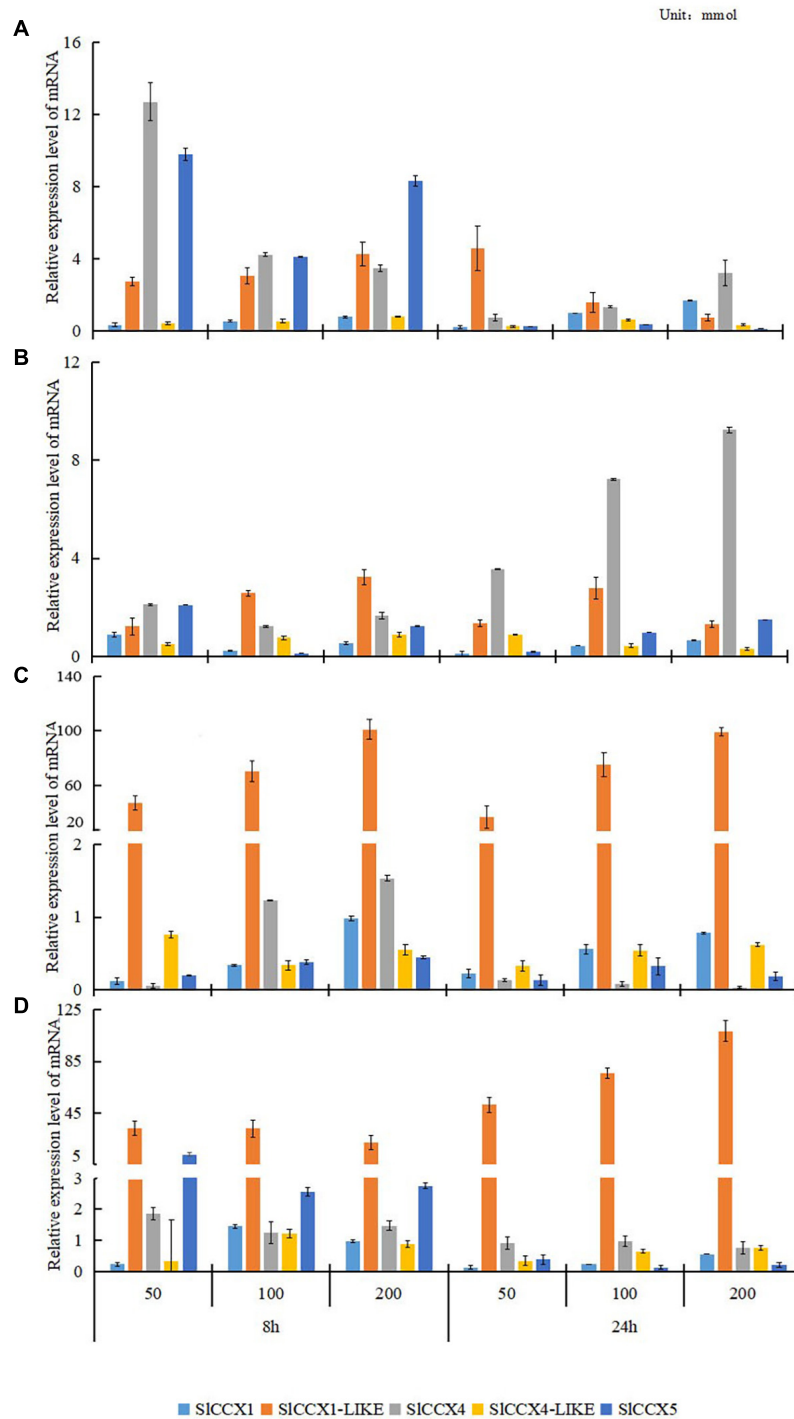 Unit: mmol
A
Relative expression level of mRNA
16
12
8
4
0
B
Relative expression level of mRNA
12
8
4
0
C
Relative expression level of mRNA
140
100
60
20
2
1
0
D
Relative expression level of mRNA
125
85
45
5
3
2
1
0
50 100 200 50 100 200
8h 24h
SlCCX1 SlCCX1-LIKE SlCCX4 SlCCX4-LIKE SlCCX5